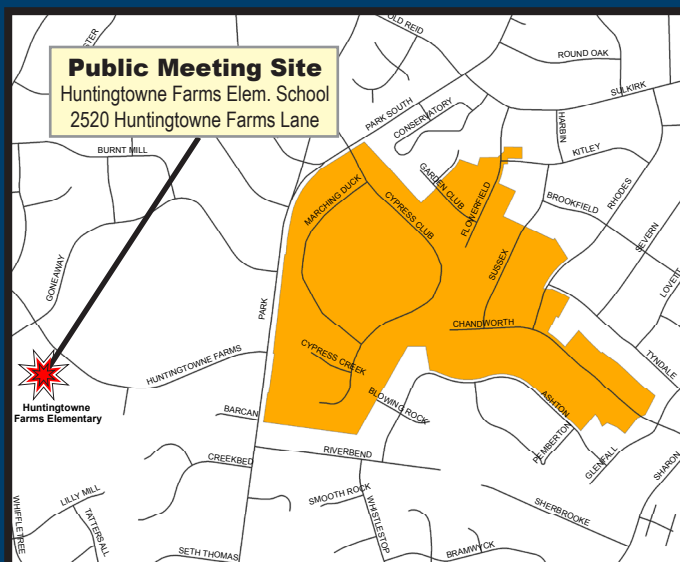 OLD REID
STER
ROUND OAK
Public Meeting Site
Huntingtowne Farms Elem. School
2520 Huntingtowne Farms Lane
SULKIRK
PARK SOUTH
CONSERVATORY
HARBIN
BURNT MILL
KITLEY
GARDEN CLUB
MARCHING DUCK
CYPRESS CLUB
FLOWERFIELD
BROOKFIELD
RHODES
SEVERN
GONEAWAY
SUSSEX
LOVETT
PARK
CHANDWORTH
HUNTINGTOWNE FARMS
CYPRESS CREEK
TYNDALE
Huntingtowne
Farms Elementary
BARCAN
BLOWING ROCK
ASHTON
PEMBERTON
RIVERBEND
CREEKBED
GLENFALL
SHARON
LILLY MILL
SMOOTH ROCK
WHIFFLETREE
TATTERSALL
WHISTLESTOP
SHERBROOKE
SETH THOMAS
BRAMWYCK